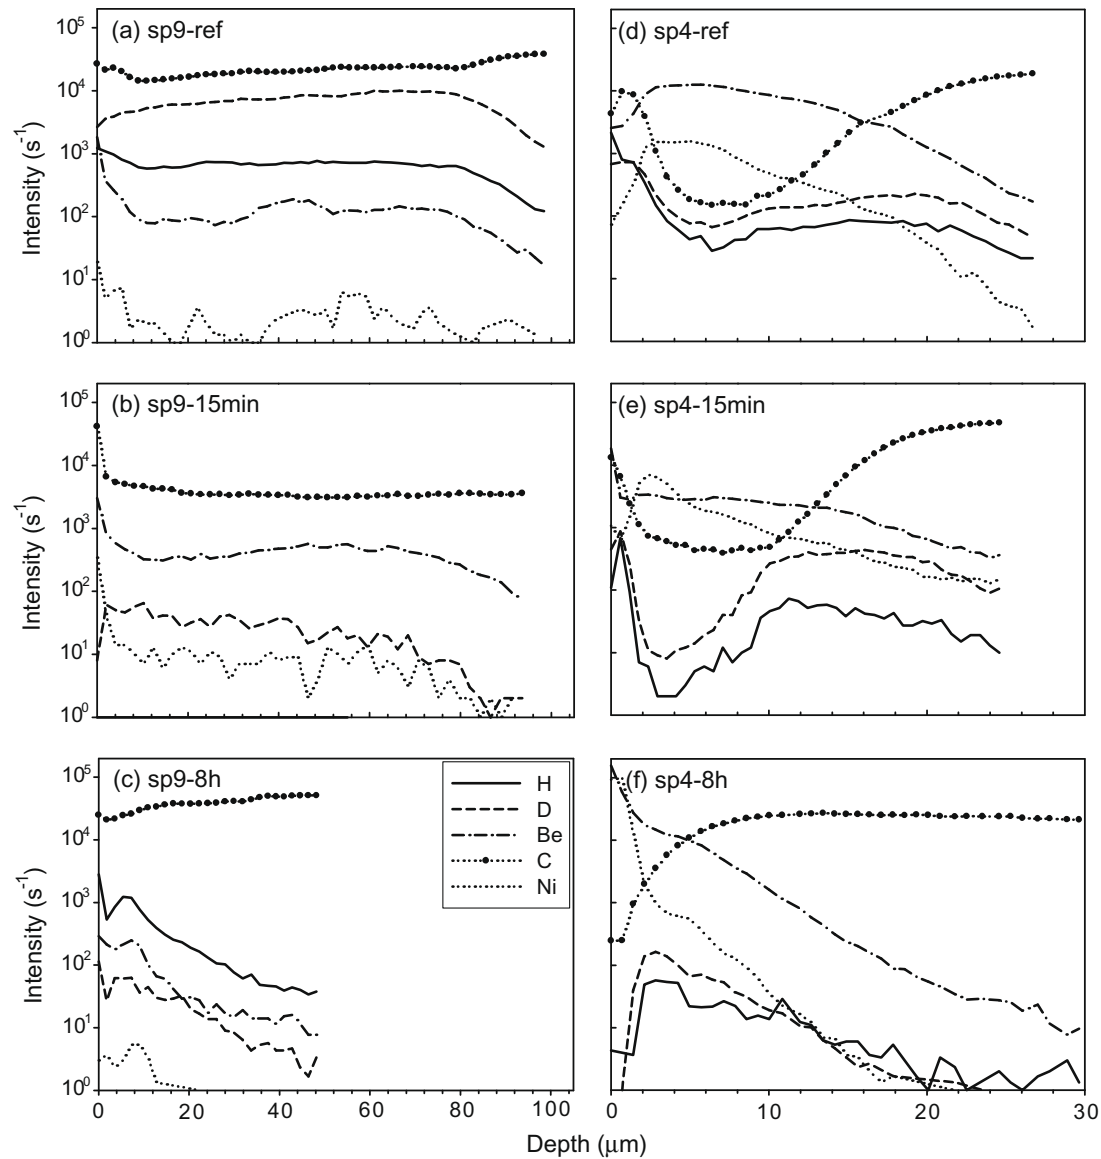 (a) sp9-ref
10^5
10^4
10^3
10^2
10^1
10^0
Intensity (s^-1)
(d) sp4-ref
(b) sp9-15min
10^5
10^4
10^3
10^2
10^1
10^0
Intensity (s^-1)
(e) sp4-15min
(c) sp9-8h
10^5
10^4
10^3
10^2
10^1
10^0
Intensity (s^-1)
H
D
Be
C
Ni
(f) sp4-8h
0 20 40 60 80 100
0 10 20 30
Depth (μm)